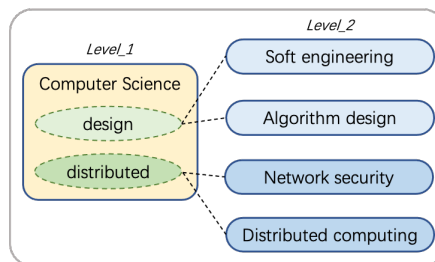 Level_1
Level_2
Computer Science
design
distributed
Soft engineering
Algorithm design
Network security
Distributed computing